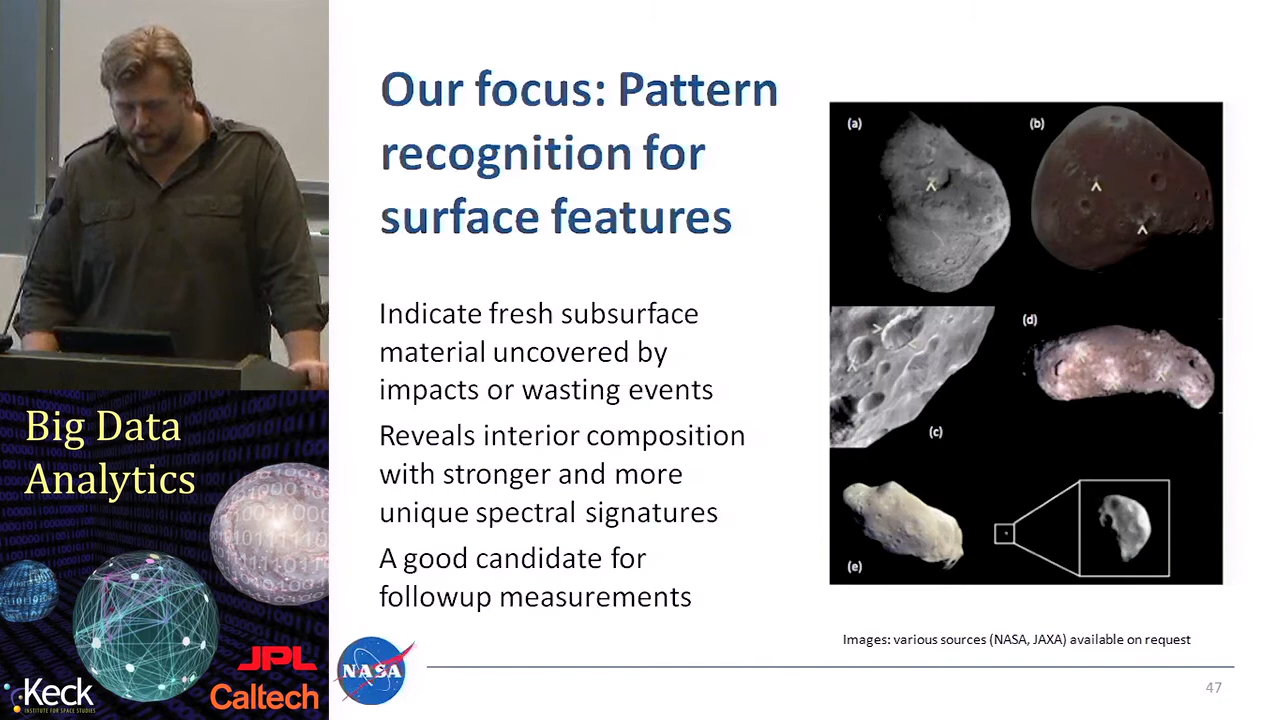 Our focus: Pattern
recognition for
surface features
Indicate fresh subsurface
material uncovered by
impacts or wasting events
Reveals interior composition
with stronger and more
unique spectral signatures
A good candidate for
followup measurements
(a)
(b)
(c)
(d)
(e)
Images: various sources (NASA, JAXA) available on request
47
NASA
Big Data
Analytics
JPL
Caltech
Keck
INSTITUTE FOR SPACE STUDIES